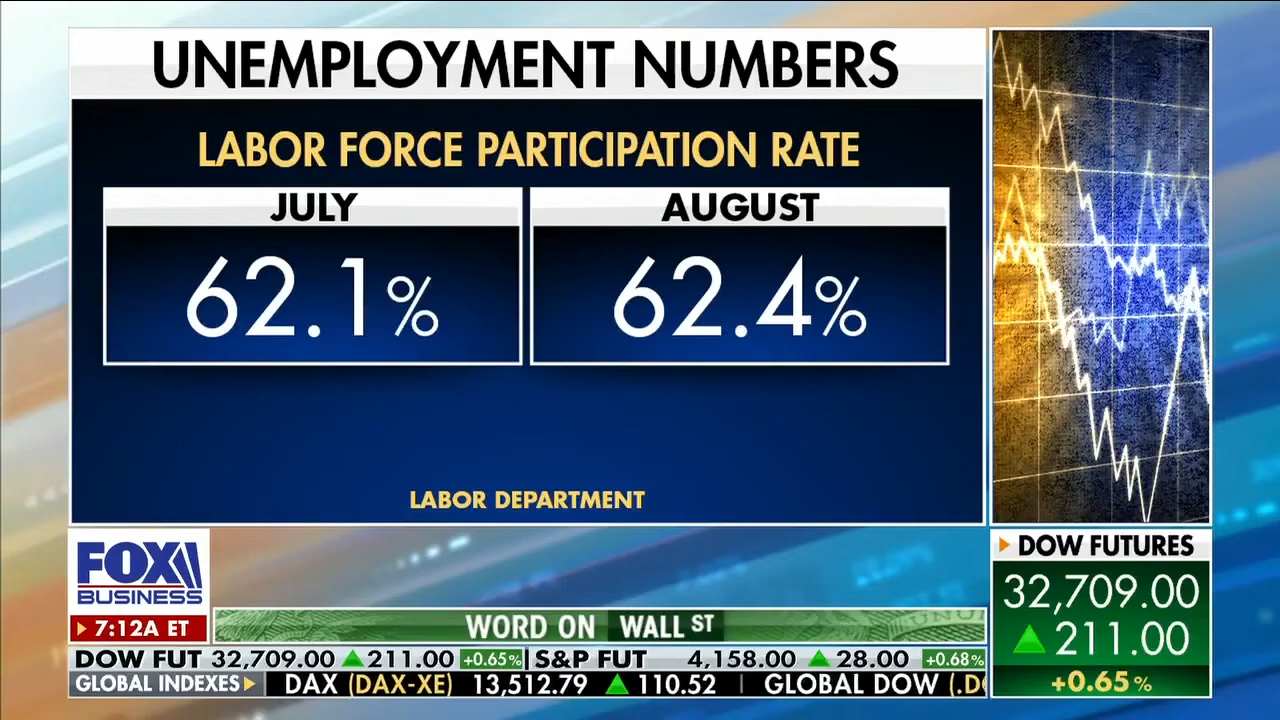 UNEMPLOYMENT NUMBERS
LABOR FORCE PARTICIPATION RATE
JULY
62.1%
AUGUST
62.4%
LABOR DEPARTMENT
FOX
BUSINESS
7:12A ET
WORD ON WALL ST
DOW FUTURES
32,709.00
▲ 211.00
+0.65%
DOW FUT 32,709.00 ▲ 211.00 +0.65% S&P FUT 4,158.00 ▲ 28.00 +0.68%
GLOBAL INDEXES DAX (DAX-XE) 13,512.79 ▲ 110.52 | GLOBAL DOW (.D